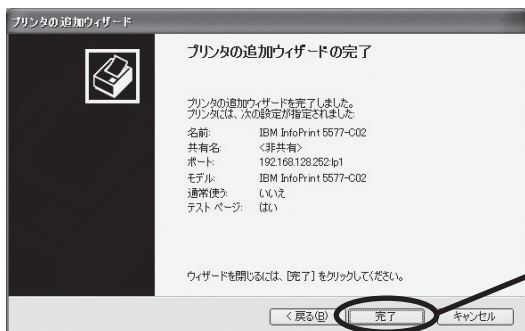 プリンタの追加ウィザード
プリンタの追加ウィザードの完了
プリンタの追加ウィザードを完了しました。
プリンタには、次の設定が指定されました:
名前: IBM InfoPrint 5577-C02
共有名: <非共有>
ポート: 192.168.128.252:lp1
モデル: IBM InfoPrint 5577-C02
通常使う: いいえ
テスト ページ: はい
ウィザードを閉じるには、[完了] をクリックしてください。
< 戻る(B) 完了 キャンセル